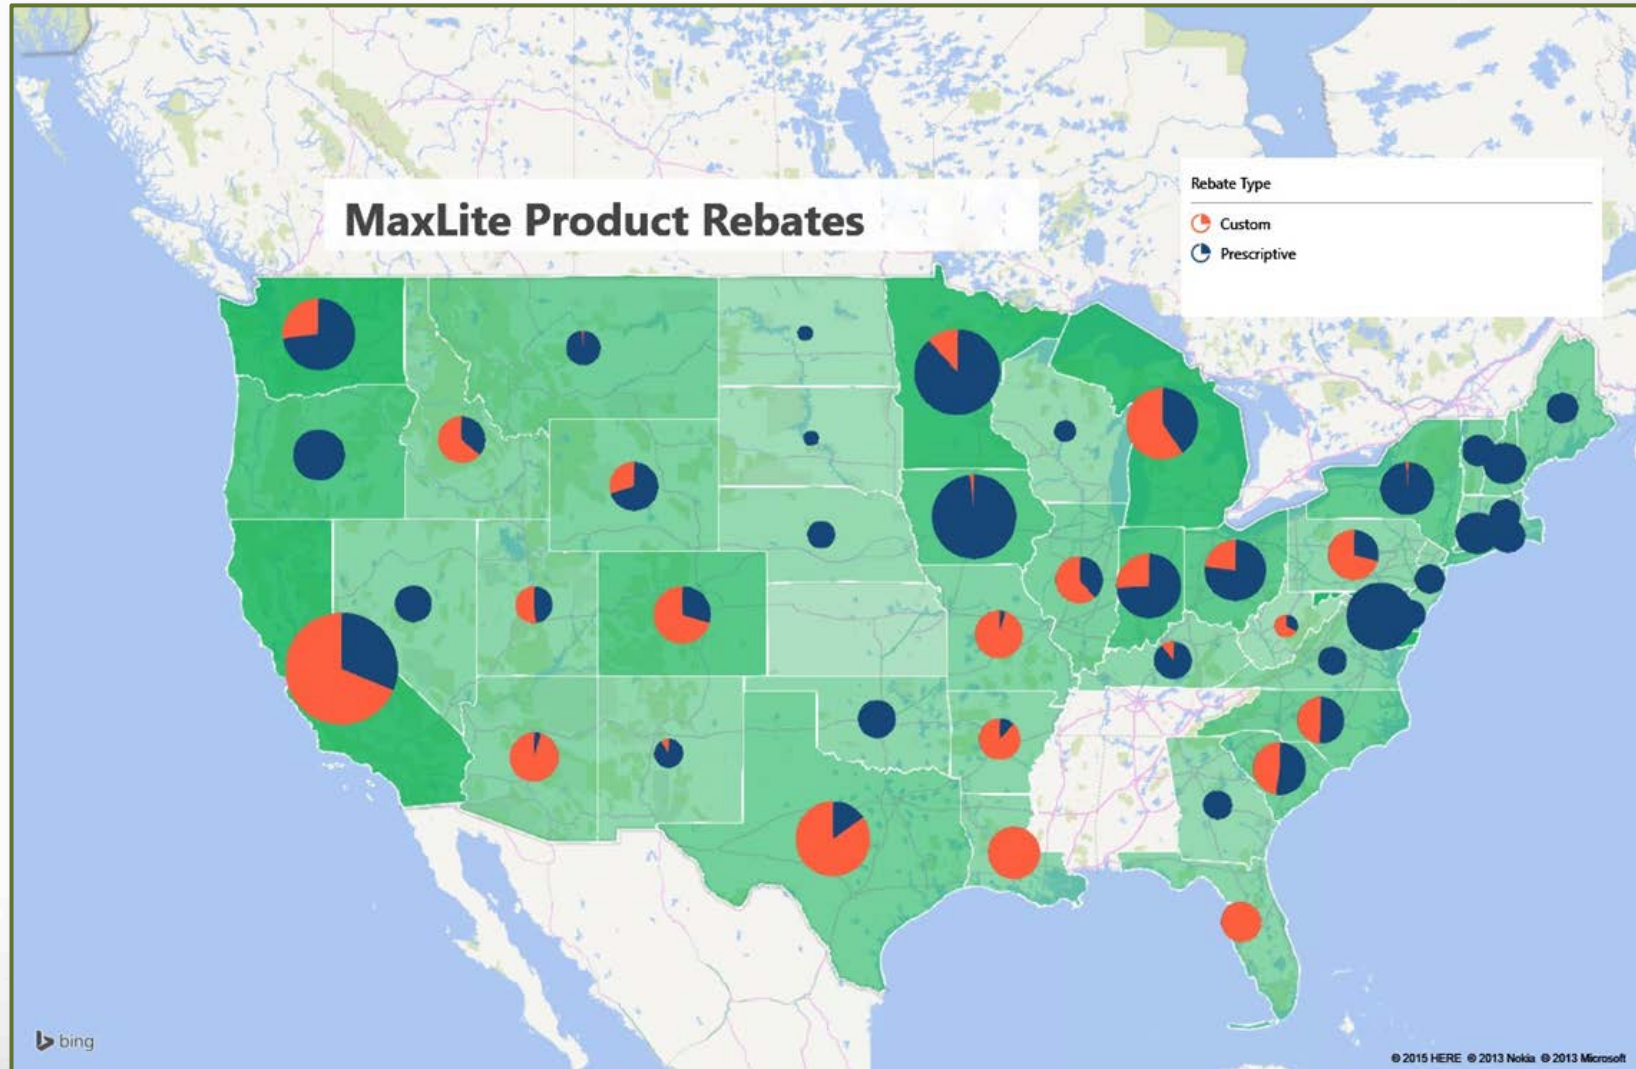 MaxLite Product Rebates
Rebate Type
Custom
Prescriptive
bing
© 2015 HERE © 2013 Nokia © 2013 Microsoft